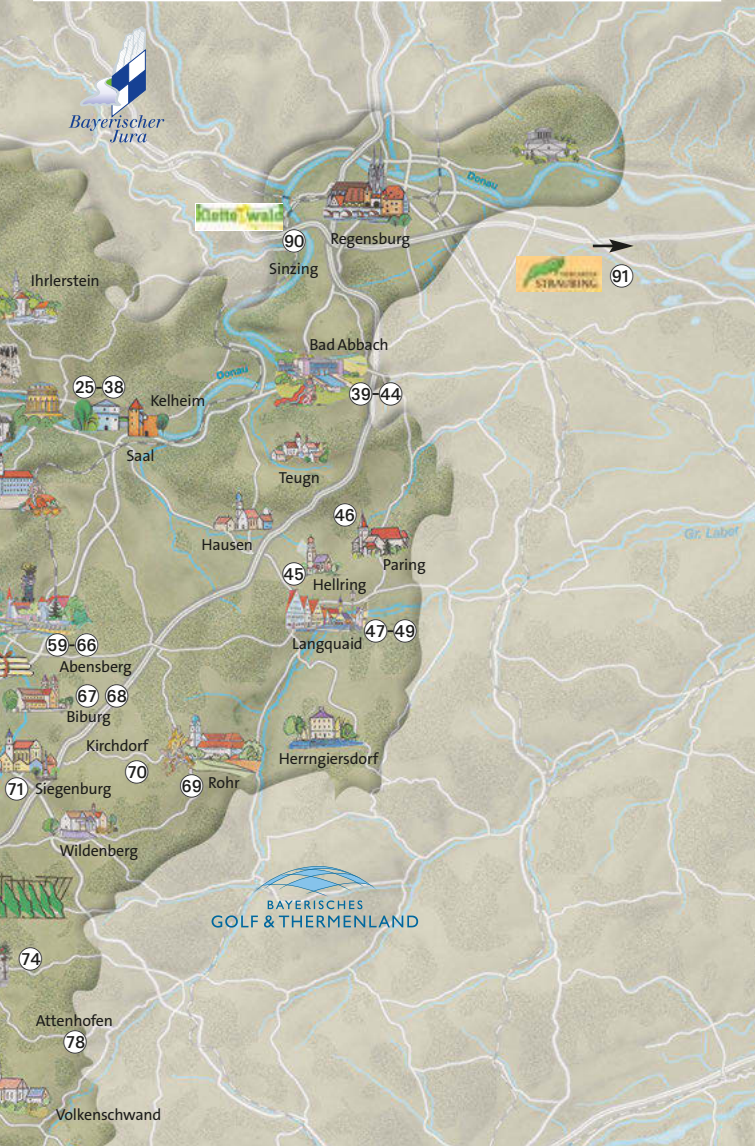 Bayerischer
Jura
Donau
Kletterwald
90
Regensburg
Sinzing
STRAUBING
91
Ihrlerstein
Bad Abbach
Donau
25-38
Kelheim
39-44
Saal
Teugn
46
Gr. Laber
Hausen
Paring
45
Hellring
47-49
Langquaid
59-66
Abensberg
67 68
Biburg
Kirchdorf
70
Herrngiersdorf
69
Rohr
71
Siegenburg
Wildenberg
BAYERISCHES
GOLF & THERMENLAND
74
Attenhofen
78
Volkenschwand